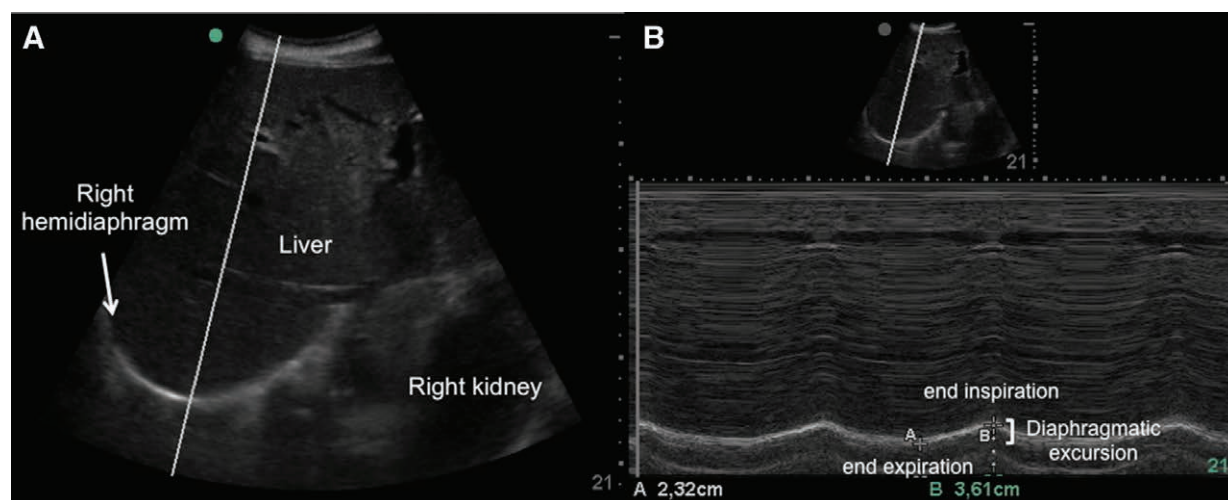 A
Right
hemidiaphragm
Liver
Right kidney
21
B
21
end inspiration
A
B
Diaphragmatic
excursion
end expiration
21
A 2,32cm
B 3,61cm